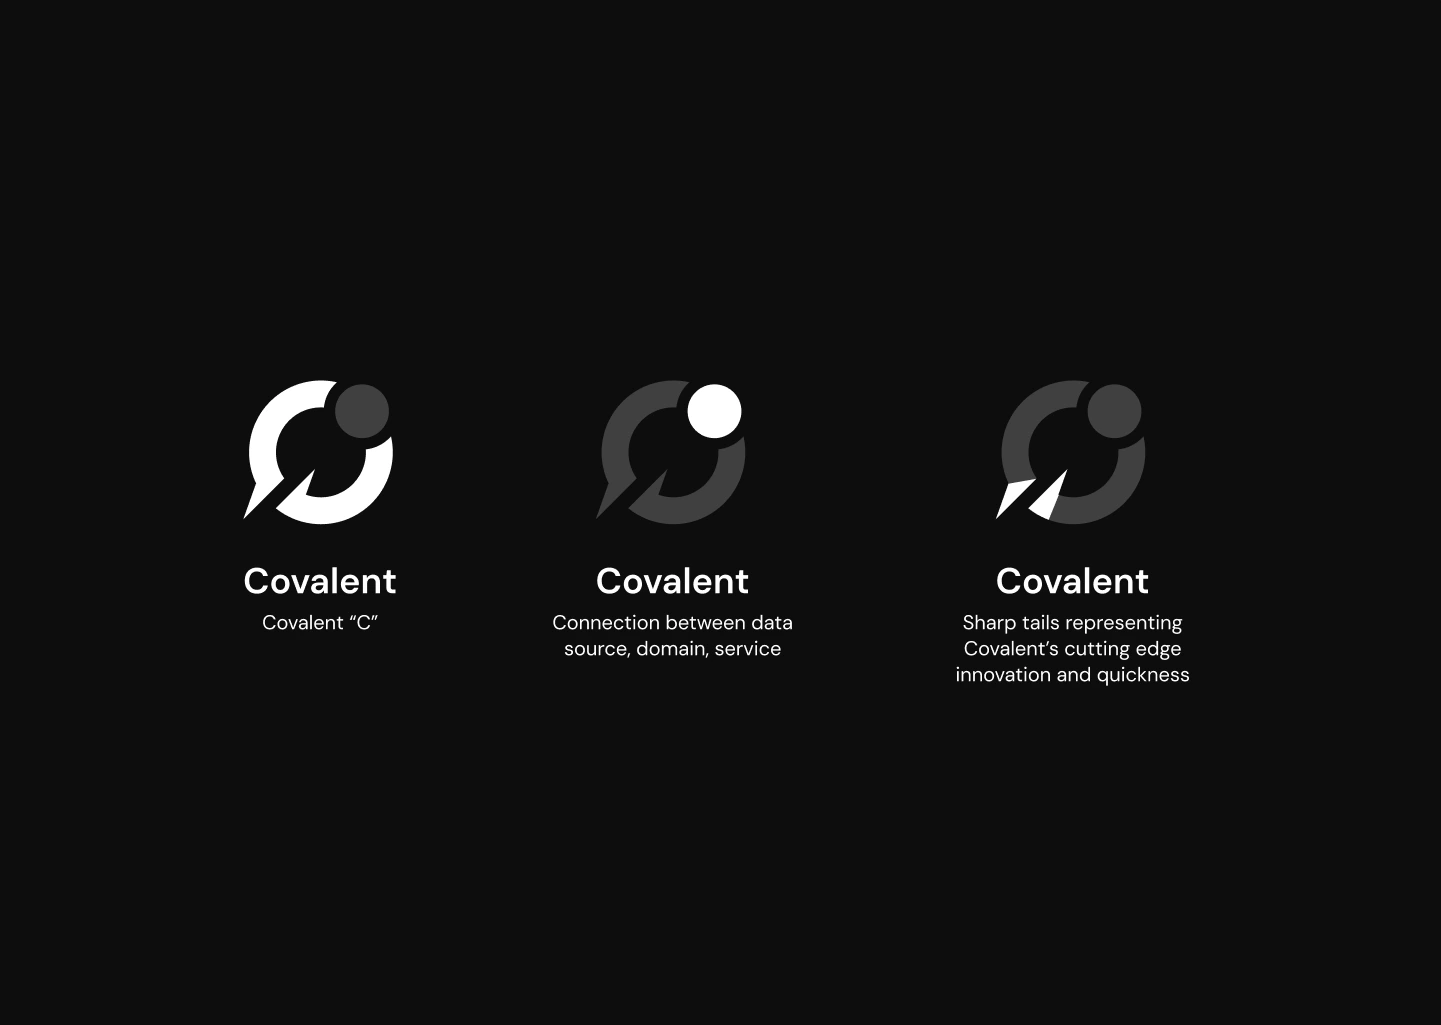 Covalent
Covalent “C”
Covalent
Connection between data
source, domain, service
Covalent
Sharp tails representing
Covalent’s cutting edge
innovation and quickness